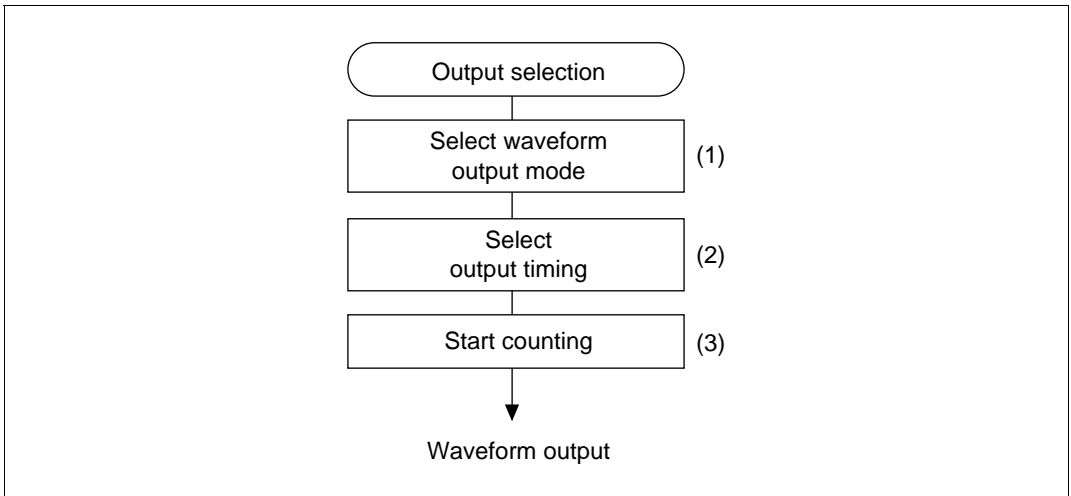 Output selection
Select waveform
output mode
(1)
Select
output timing
(2)
Start counting
(3)
Waveform output